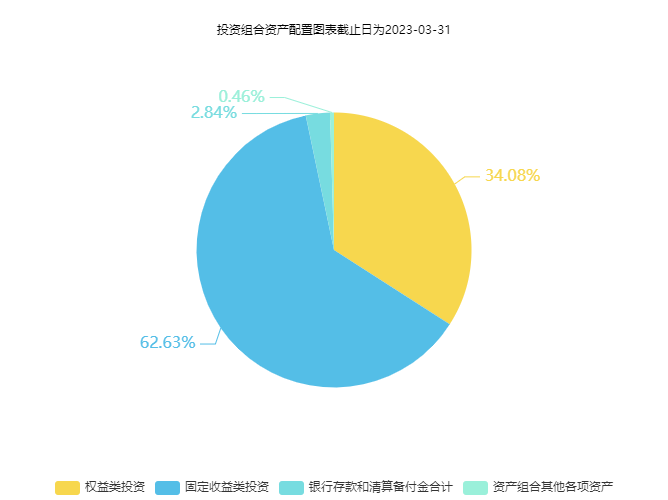 投资组合资产配置图表截止日为2023-03-31
0.46%
2.84%
34.08%
62.63%
权益类投资 固定收益类投资 银行存款和清算备付金合计 资产组合其他各项资产